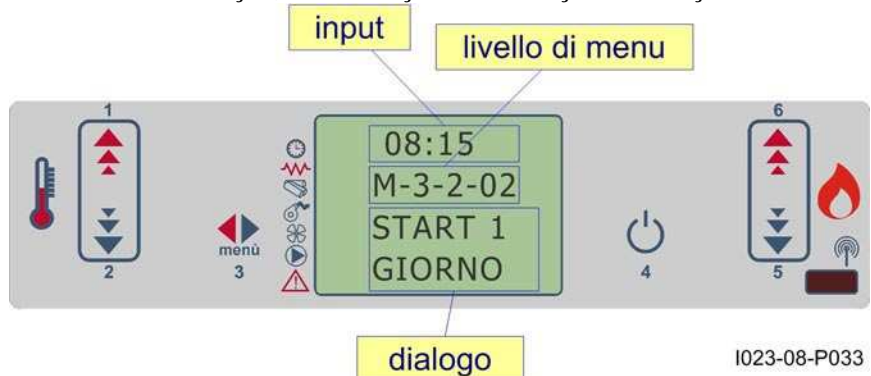 input
livello di menu
1
6
08:15
M-3-2-02
START 1
GIORNO
menù
2
3
4
5
dialogo
I023-08-P033